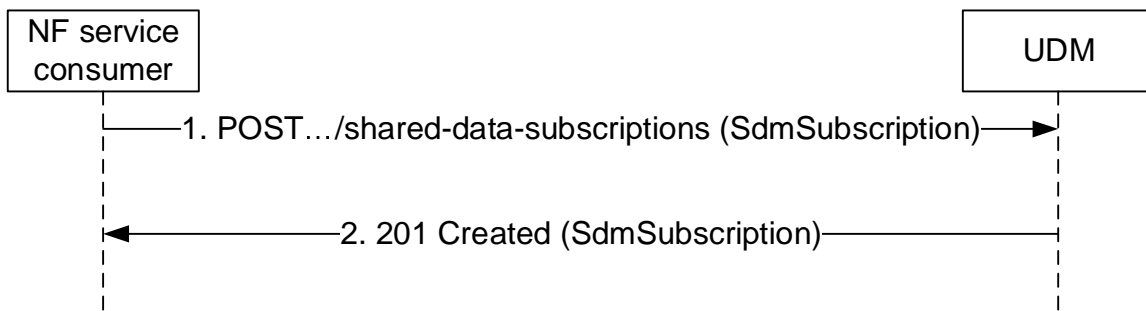 NF service
consumer
UDM
1. POST…/shared-data-subscriptions (SdmSubscription)
2. 201 Created (SdmSubscription)